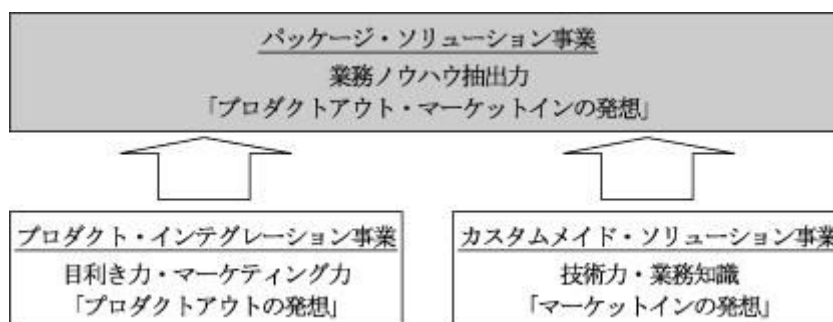 パッケージ・ソリューション事業
業務ノウハウ抽出力
「プロダクトアウト・マーケットインの発想」
プロダクト・インテグレーション事業
目利き力・マーケティング力
「プロダクトアウトの発想」
カスタムメイド・ソリューション事業
技術力・業務知識
「マーケットインの発想」